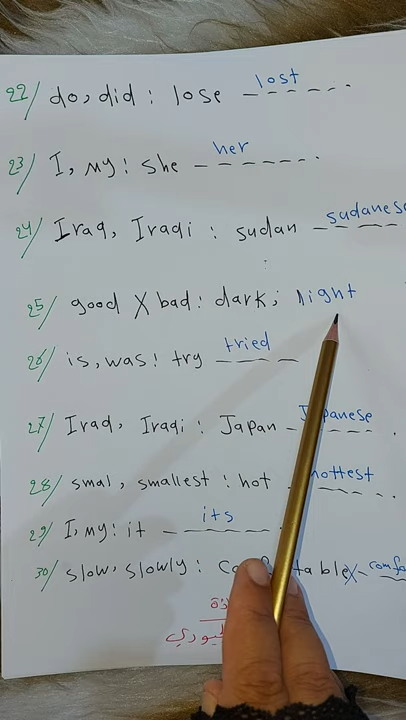 22/ do, did : lose lost
23/ I, my : she her
24/ Iraq, Iraqi : sudan sudanese
25/ good X bad : dark ; light
26/ is, was : try tried
27/ Iraq, Iraqi : Japan Japanese
28/ smal, smallest : hot hottest
29/ I, my : it its
30/ slow, slowly :